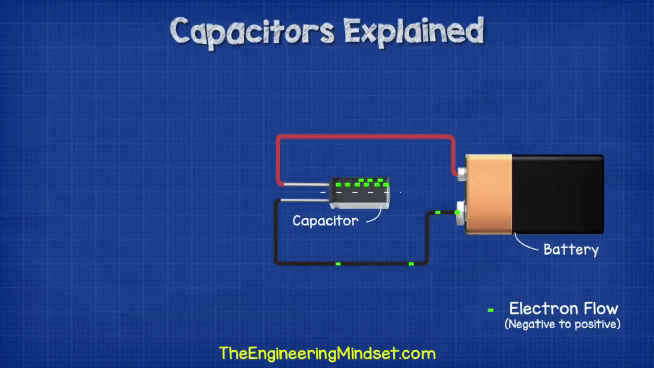 Capacitors Explained
Capacitor
Battery
Electron Flow
(Negative to positive)
TheEngineeringMindset.com